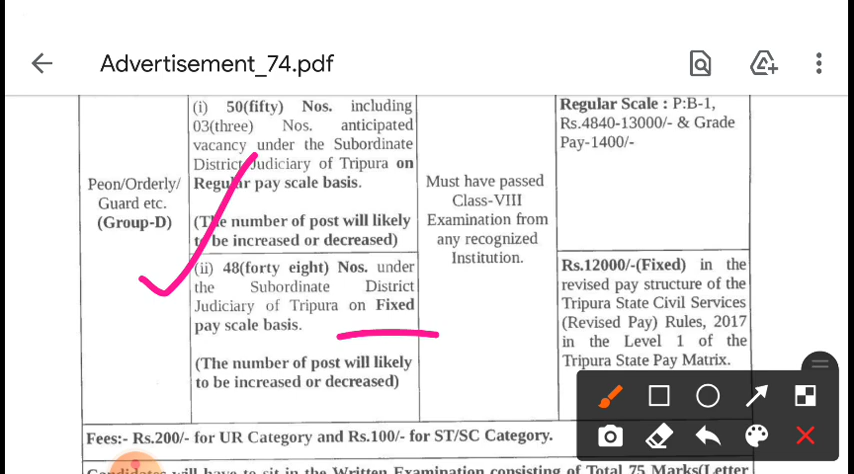 Advertisement_74.pdf
(i) 50(fifty) Nos. including
03(three) Nos. anticipated
vacancy under the Subordinate
District Judiciary of Tripura on
Regular pay scale basis.
(The number of post will likely
to be increased or decreased)
Peon/Orderly/
Guard etc.
(Group-D)
(ii) 48(forty eight) Nos. under
the Subordinate District
Judiciary of Tripura on Fixed
pay scale basis.
(The number of post will likely
to be increased or decreased)
Must have passed
Class-VIII
Examination from
any recognized
Institution.
Regular Scale : P:B-1,
Rs.4840-13000/- & Grade
Pay-1400/-
Rs.12000/-(Fixed) in the
revised pay structure of the
Tripura State Civil Services
(Revised Pay) Rules, 2017
in the Level 1 of the
Tripura State Pay Matrix.
Fees:- Rs.200/- for UR Category and Rs.100/- for ST/SC Category.
Candidates will have to sit in the Written Examination consisting of Total 75 Marks(Letter